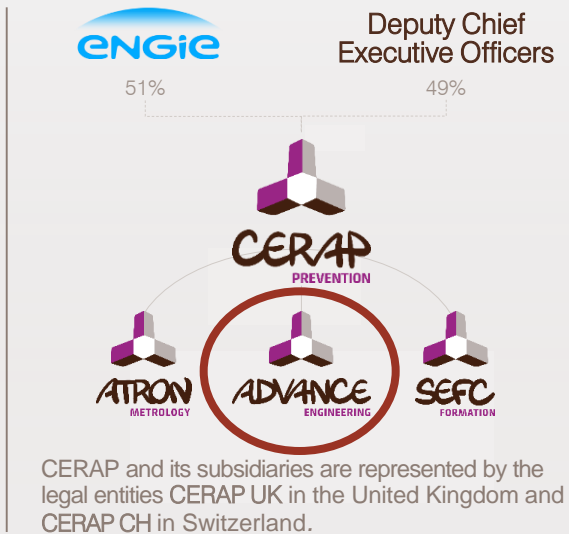 ENGIE
Deputy Chief
Executive Officers
51%
49%
CERAP
PREVENTION
ATRON
METROLOGY
ADVANCE
ENGINEERING
SEFC
FORMATION
CERAP and its subsidiaries are represented by the
legal entities CERAP UK in the United Kingdom and
CERAP CH in Switzerland.